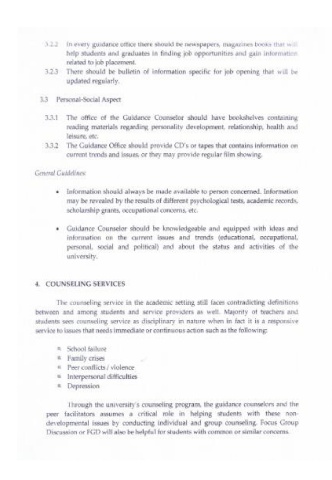 3.2.2 In every guidance office there should be newspapers, magazines books that will
help students and graduates in finding job opportunities and gain information
related to job placement.
3.2.3 There should be bulletin of information specific for job opening that will be
updated regularly.
3.3 Personal-Social Aspect
3.3.1 The office of the Guidance Counselor should have bookshelves containing
reading materials regarding personality development, relationship, health and
leisure, etc.
3.3.2 The Guidance Office should provide CD's or tapes that contains information on
current trends and issues, or they may provide regular film showing.
General Guidelines
• Information should always be made available to person concerned. Information
may be revealed by the results of different psychological tests, academic records,
scholarship grants, occupational concerns, etc.
• Guidance Counselor should be knowledgeable and equipped with ideas and
information on the current issues and trends (educational, occupational,
personal, social and political) and about the status and activities of the
university.
4. COUNSELING SERVICES
The counseling service in the academic setting still faces contradicting definitions
between and among students and service providers as well. Majority of teachers and
students sees counseling service as disciplinary in nature when in fact it is a responsive
service to issues that needs immediate or continuous action such as the following:
School failure
Family crises
Peer conflicts / violence
Interpersonal difficulties
Depression
Through the university's counseling program, the guidance counselors and the
peer facilitators assumes a critical role in helping students with these non-
developmental issues by conducting individual and group counseling. Focus Group
Discussion or FGD will also be helpful for students with common or similar concerns.